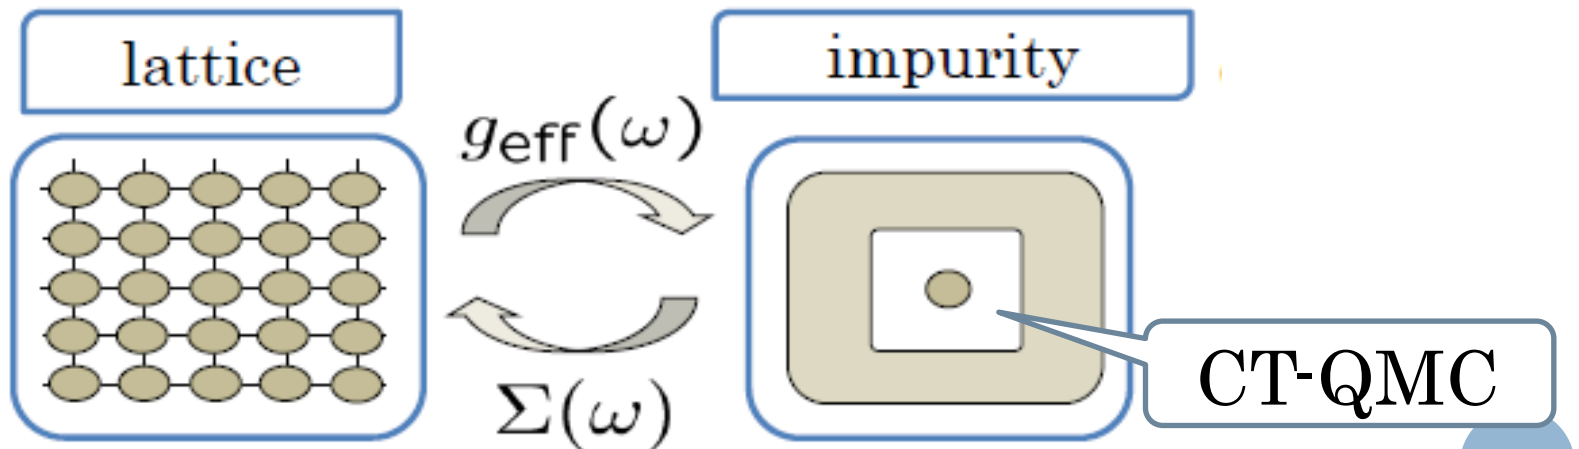 lattice
impurity
g_eff(ω)
Σ(ω)
CT-QMC